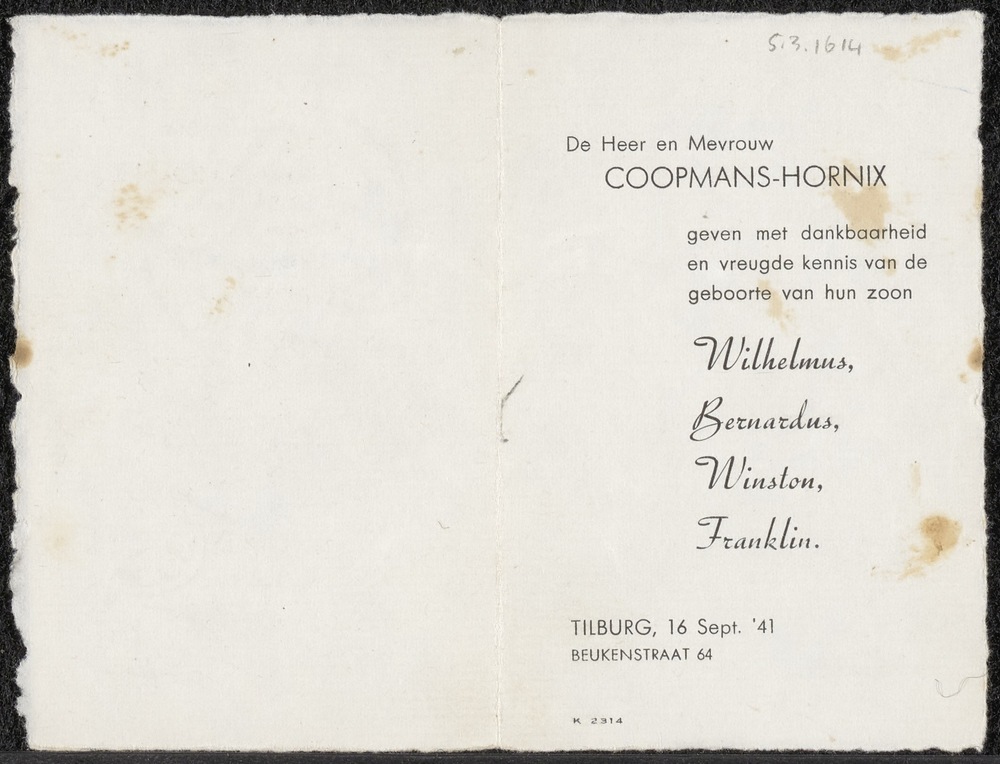 5.3.1614
De Heer en Mevrouw
COOPMANS-HORNIX
geven met dankbaarheid
en vreugde kennis van de
geboorte van hun zoon
Wilhelmus,
Bernardus,
Winston,
Franklin.
TILBURG, 16 Sept. '41
BEUKENSTRAAT 64
K 2314